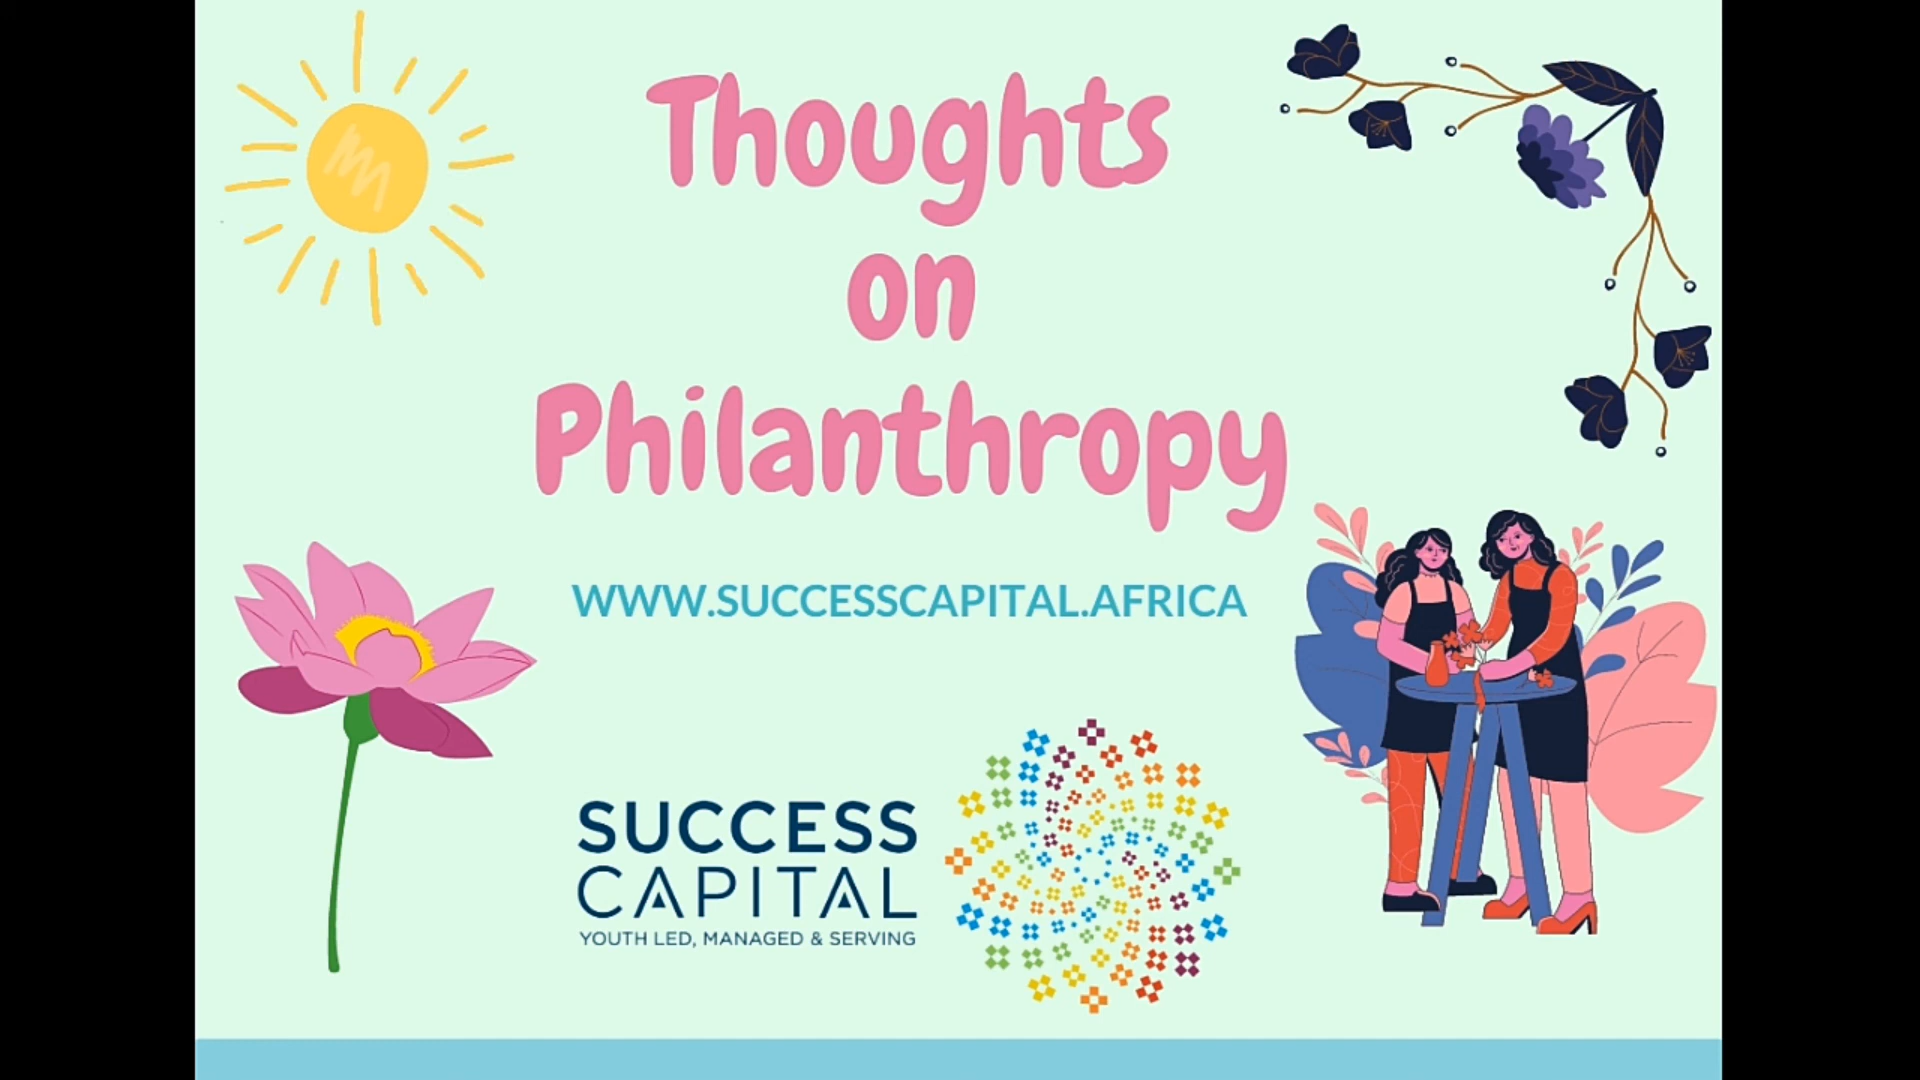 Thoughts
on
Philanthropy
WWW.SUCCESSCAPITAL.AFRICA
SUCCESS
CAPITAL
YOUTH LED, MANAGED & SERVING